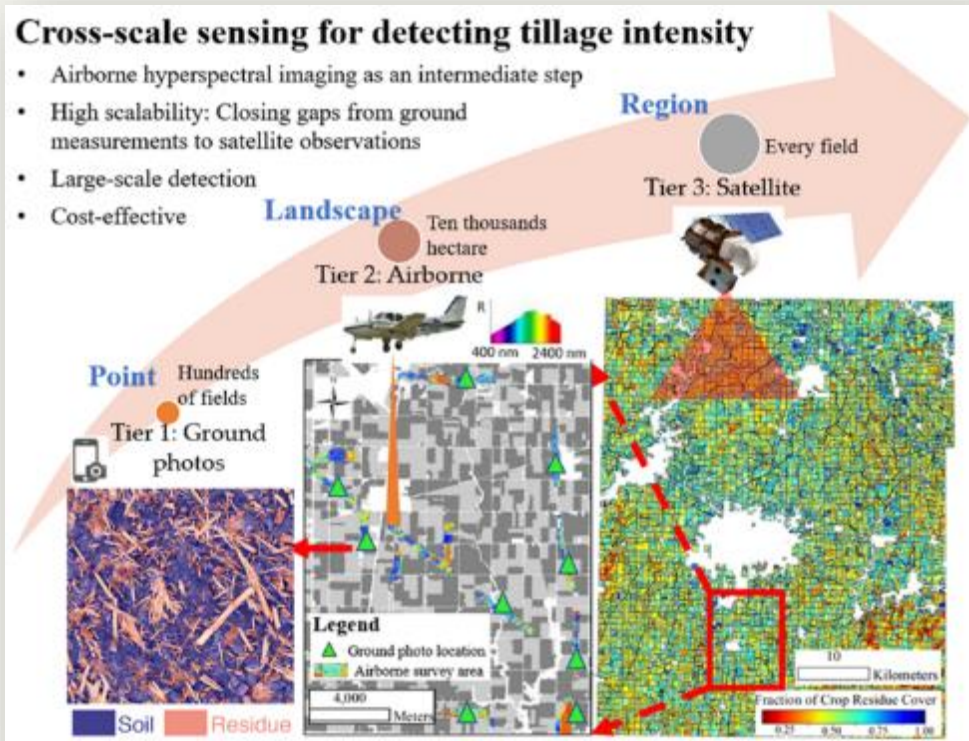 Cross-scale sensing for detecting tillage intensity
• Airborne hyperspectral imaging as an intermediate step
• High scalability: Closing gaps from ground
measurements to satellite observations
• Large-scale detection
• Cost-effective
Region
Every field
Tier 3: Satellite
Landscape
Ten thousands
hectare
Tier 2: Airborne
R
400 nm
2400 nm
Point
Hundreds
of fields
Tier 1: Ground
photos
N
Legend
Ground photo location
Airborne survey area
4,000
Meters
10
Kilometers
Fraction of Crop Residue Cover
0.25 0.50 0.75 1.00
Soil Residue